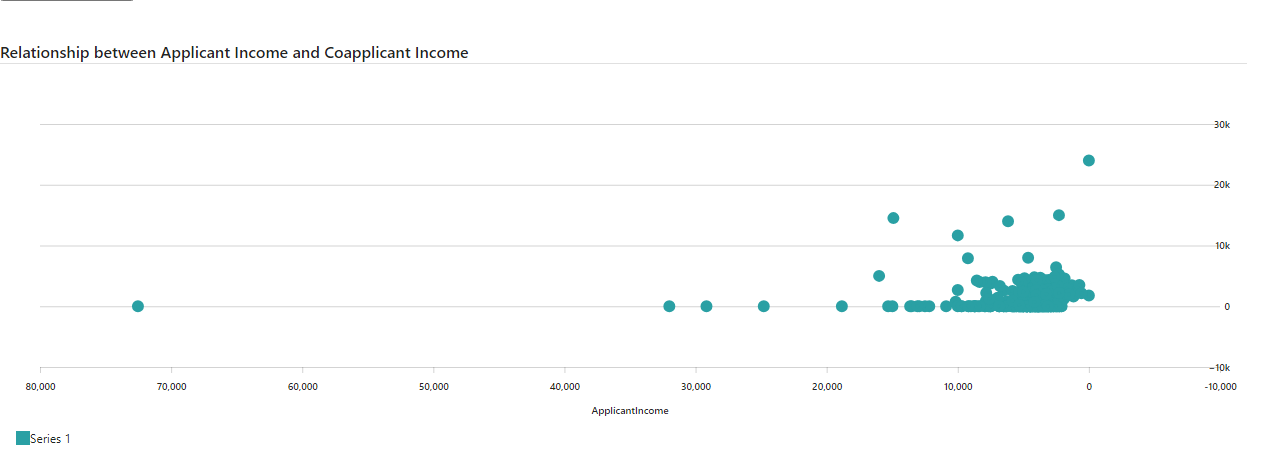 Relationship between Applicant Income and Coapplicant Income
30k
20k
10k
0
−10k
80,000 70,000 60,000 50,000 40,000 30,000 20,000 10,000 0 -10,000
ApplicantIncome
Series 1